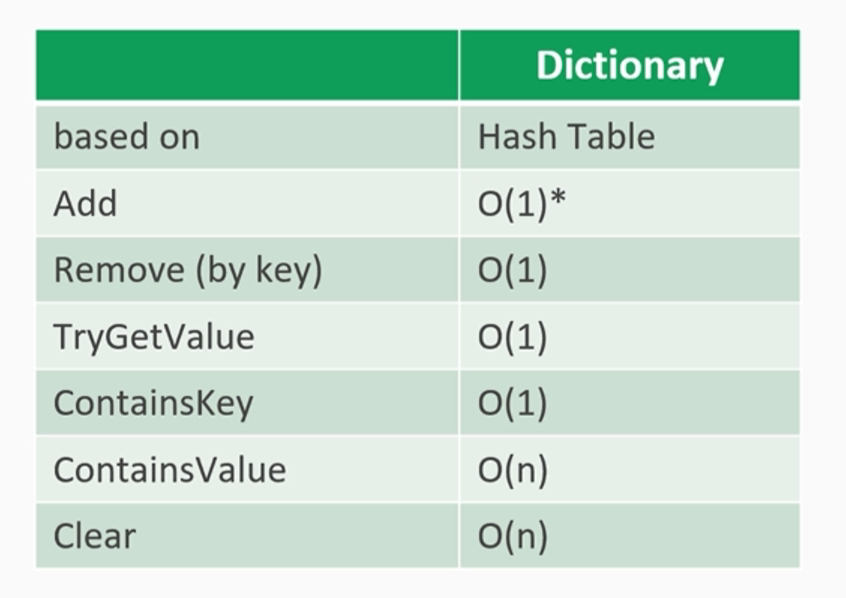 Dictionary
based on Hash Table
Add O(1)*
Remove (by key) O(1)
TryGetValue O(1)
ContainsKey O(1)
ContainsValue O(n)
Clear O(n)